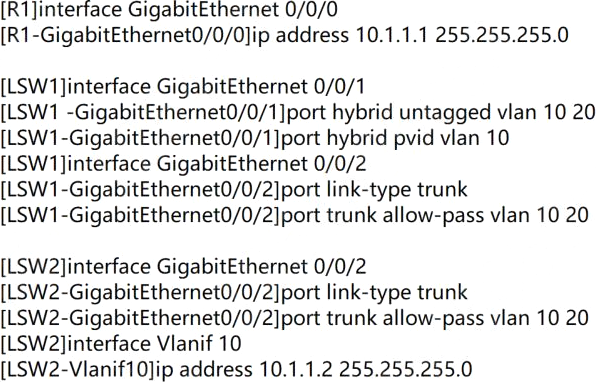 [R1]interface GigabitEthernet 0/0/0
[R1-GigabitEthernet0/0/0]ip address 10.1.1.1 255.255.255.0
[LSW1]interface GigabitEthernet 0/0/1
[LSW1 -GigabitEthernet0/0/1]port hybrid untagged vlan 10 20
[LSW1-GigabitEthernet0/0/1]port hybrid pvid vlan 10
[LSW1]interface GigabitEthernet 0/0/2
[LSW1-GigabitEthernet0/0/2]port link-type trunk
[LSW1-GigabitEthernet0/0/2]port trunk allow-pass vlan 10 20
[LSW2]interface GigabitEthernet 0/0/2
[LSW2-GigabitEthernet0/0/2]port link-type trunk
[LSW2-GigabitEthernet0/0/2]port trunk allow-pass vlan 10 20
[LSW2]interface Vlanif 10
[LSW2-Vlanif10]ip address 10.1.1.2 255.255.255.0